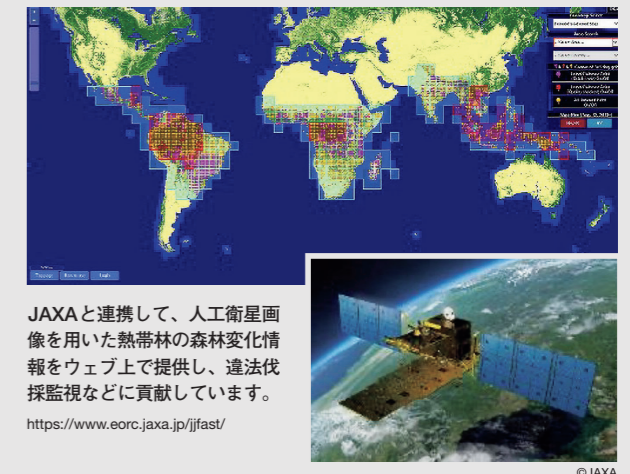 JAXAと連携して、人工衛星画
像を用いた熱帯林の森林変化情
報をウェブ上で提供し、違法伐
採監視などに貢献しています。
https://www.eorc.jaxa.jp/jjfast/
©JAXA